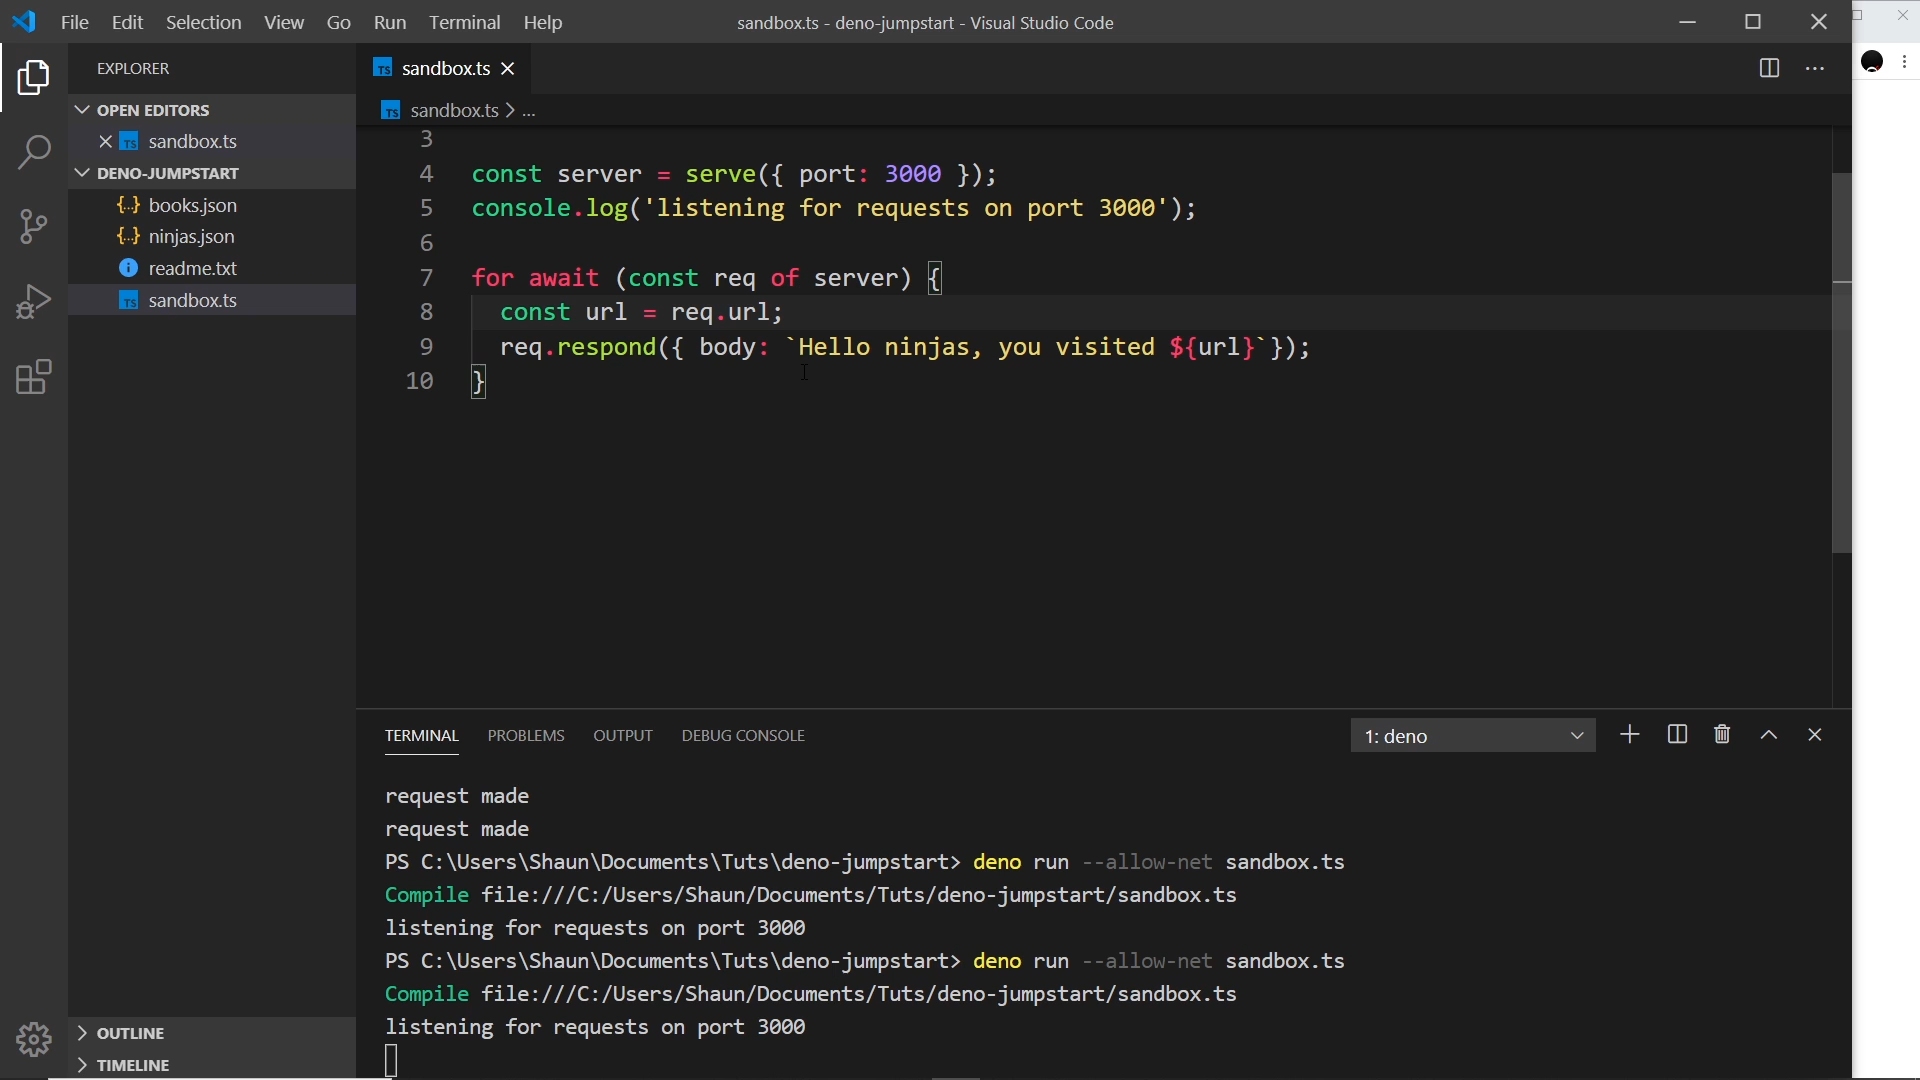 File Edit Selection View Go Run Terminal Help
sandbox.ts - deno-jumpstart - Visual Studio Code
EXPLORER
OPEN EDITORS
TS sandbox.ts
DENO-JUMPSTART
{..} books.json
{..} ninjas.json
readme.txt
TS sandbox.ts
OUTLINE
TIMELINE
TS sandbox.ts
TS sandbox.ts > ...
3
4 const server = serve({ port: 3000 });
5 console.log('listening for requests on port 3000');
6
7 for await (const req of server) {
8 const url = req.url;
9 req.respond({ body: `Hello ninjas, you visited ${url}`});
10 }
TERMINAL PROBLEMS OUTPUT DEBUG CONSOLE
1: deno
request made
request made
PS C:\Users\Shaun\Documents\Tuts\deno-jumpstart> deno run --allow-net sandbox.ts
Compile file:///C:/Users/Shaun/Documents/Tuts/deno-jumpstart/sandbox.ts
listening for requests on port 3000
PS C:\Users\Shaun\Documents\Tuts\deno-jumpstart> deno run --allow-net sandbox.ts
Compile file:///C:/Users/Shaun/Documents/Tuts/deno-jumpstart/sandbox.ts
listening for requests on port 3000